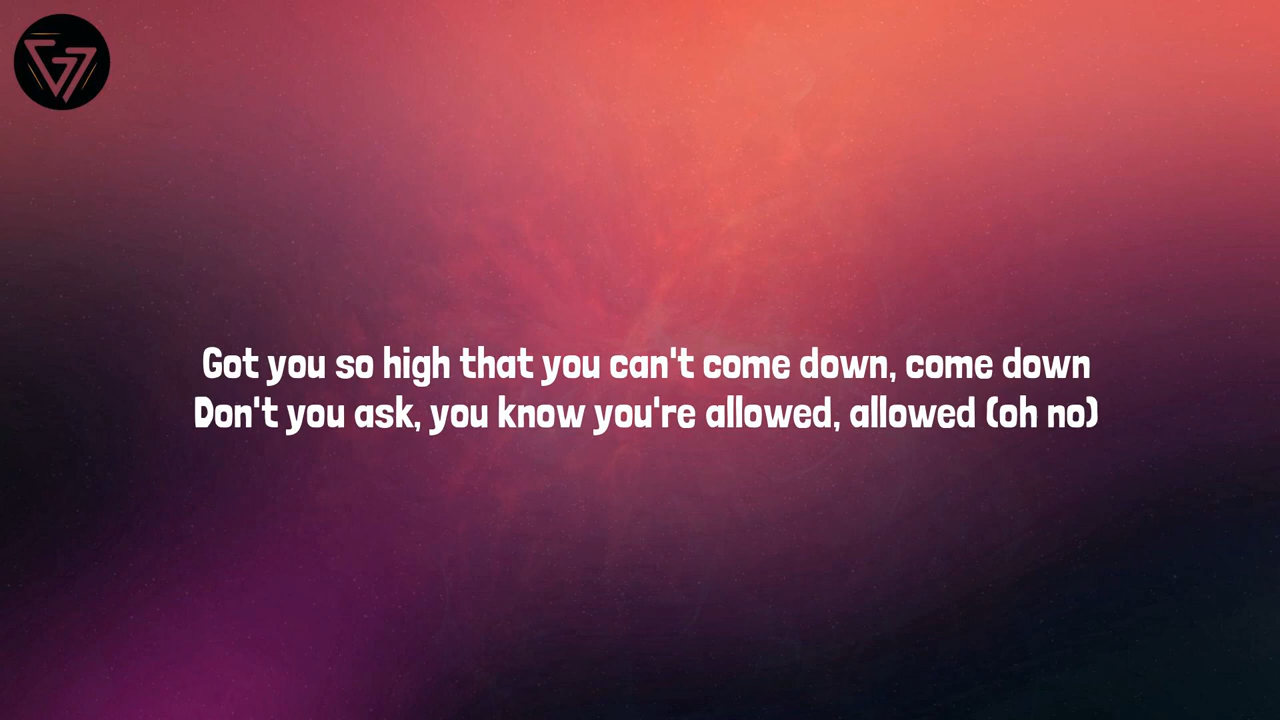 Got you so high that you can't come down, come down
Don't you ask, you know you're allowed, allowed (oh no)